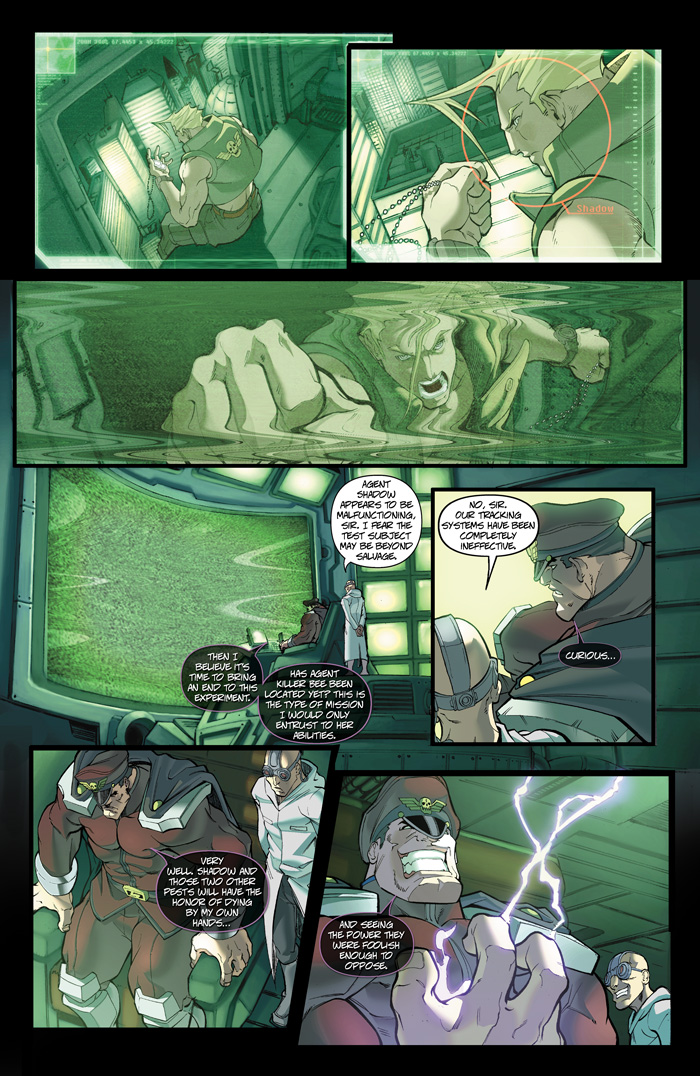 Shadow
AGENT
SHADOW
APPEARS TO BE
MALFUNCTIONING,
SIR. I FEAR THE
TEST SUBJECT
MAY BE BEYOND
SALVAGE.
THEN I
BELIEVE IT'S
TIME TO BRING
AN END TO THIS
EXPERIMENT.
HAS AGENT
KILLER BEE BEEN
LOCATED YET? THIS IS
THE TYPE OF MISSION
I WOULD ONLY
ENTRUST TO HER
ABILITIES.
NO, SIR.
OUR TRACKING
SYSTEMS HAVE BEEN
COMPLETELY
INEFFECTIVE.
CURIOUS...
VERY
WELL. SHADOW AND
THOSE TWO OTHER
PESTS WILL HAVE THE
HONOR OF DYING
BY MY OWN
HANDS...
AND SEEING
THE POWER THEY
WERE FOOLISH
ENOUGH TO
OPPOSE.